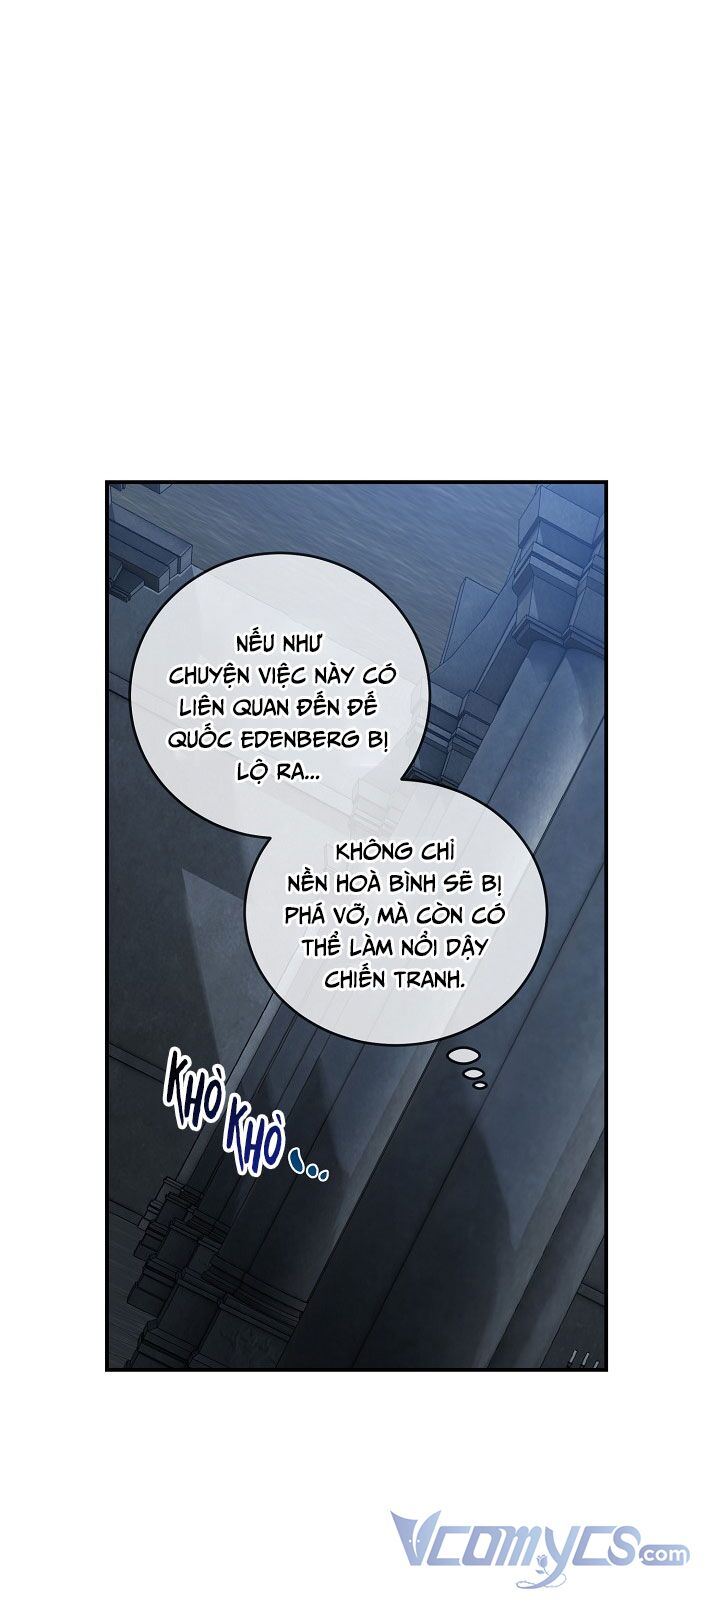 NẾU NHƯ
CHUYỆN VIỆC NÀY CÓ
LIÊN QUAN ĐẾN ĐẾ
QUỐC EDENBERG BỊ
LỘ RA...
KHÔNG CHỈ
NỀN HOÀ BÌNH SẼ BỊ
PHÁ VỠ, MÀ CÒN CÓ
THỂ LÀM NỔI DẬY
CHIẾN TRANH.
KHÒ
KHÒ...
VCOMYCS.com